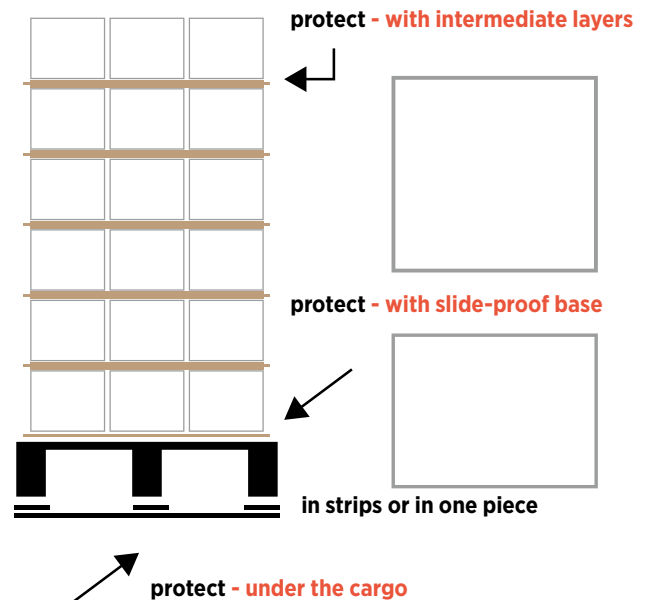 protect - with intermediate layers
protect - with slide-proof base
in strips or in one piece
protect - under the cargo